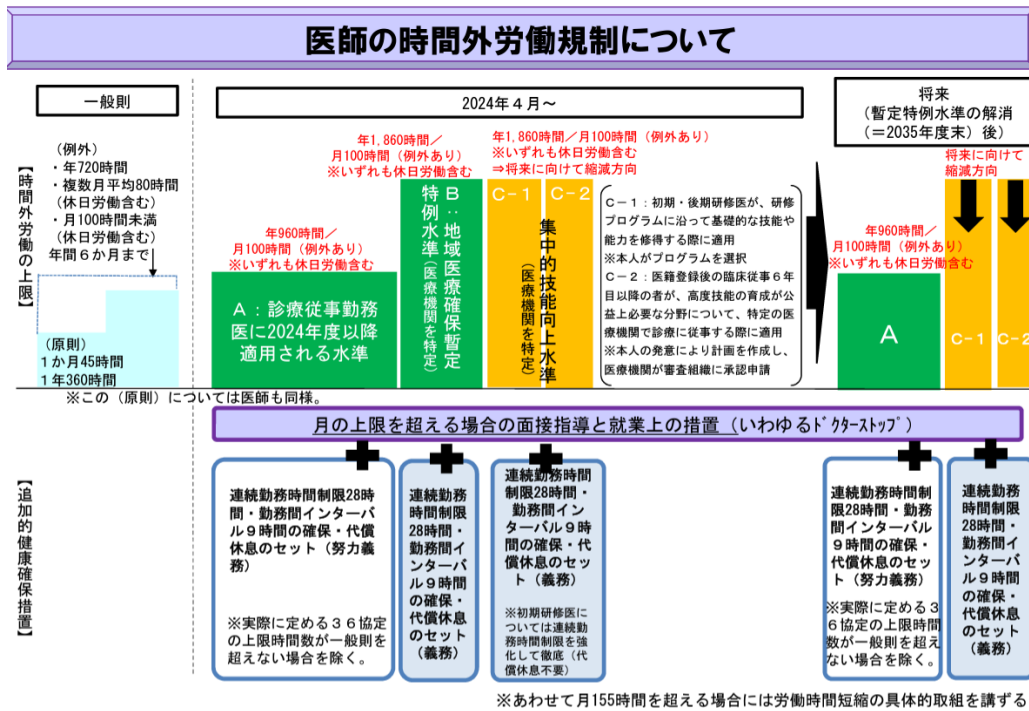 医師の時間外労働規制について
一般則
2024年４月～
将来
（暫定特例水準の解消
（＝2035年度末）後）
【時間外労働の上限】
（例外）
・年720時間
・複数月平均80時間
（休日労働含む）
・月100時間未満
（休日労働含む）
年間６か月まで
（原則）
１か月45時間
１年360時間
※この（原則）については医師も同様。
年960時間／
月100時間（例外あり）
※いずれも休日労働含む
Ａ：診療従事勤務
医に2024年度以降
適用される水準
年1,860時間／
月100時間（例外あり）
※いずれも休日労働含む
Ｂ：地域医療確保暫定
特例水準（医療機関を特定）
年1,860時間／月100時間（例外あり）
※いずれも休日労働含む
⇒将来に向けて縮減方向
Ｃ－１
Ｃ－２
集中的技能向上水準
（医療機関を特定）
Ｃ－１：初期・後期研修医が、研修
プログラムに沿って基礎的な技能や
能力を修得する際に適用
※本人がプログラムを選択
Ｃ－２：医籍登録後の臨床従事６年
目以降の者が、高度技能の育成が公
益上必要な分野について、特定の医
療機関で診療に従事する際に適用
※本人の発意により計画を作成し、
医療機関が審査組織に承認申請
年960時間／
月100時間（例外あり）
※いずれも休日労働含む
Ａ
将来に向けて
縮減方向
Ｃ－１
Ｃ－２
月の上限を超える場合の面接指導と就業上の措置（いわゆるﾄﾞｸﾀｰｽﾄｯﾌﾟ）
【追加的健康確保措置】
連続勤務時間制限28時
間・勤務間インターバ
ル９時間の確保・代償
休息のセット（努力義
務）
※実際に定める３６協定
の上限時間数が一般則を
超えない場合を除く。
連続勤務
時間制限
28時間・勤
務間イン
ターバル
９時間の
確保・代
償休息の
セット
（義務）
連続勤務時間
制限28時間・
勤務間イン
ターバル９時
間の確保・代
償休息のセッ
ト（義務）
※初期研修医に
ついては連続勤
務時間制限を強
化して徹底（代
償休息不要）
連続勤務時間制
限28時間・勤務
間インターバル
９時間の確保・
代償休息のセッ
ト（努力義務）
※実際に定める３
６協定の上限時間
数が一般則を超え
ない場合を除く。
連続勤務
時間制限
28時間・勤
務間イン
ターバル
９時間の
確保・代
償休息の
セット
（義務）
※あわせて月155時間を超える場合には労働時間短縮の具体的取組を講ずる